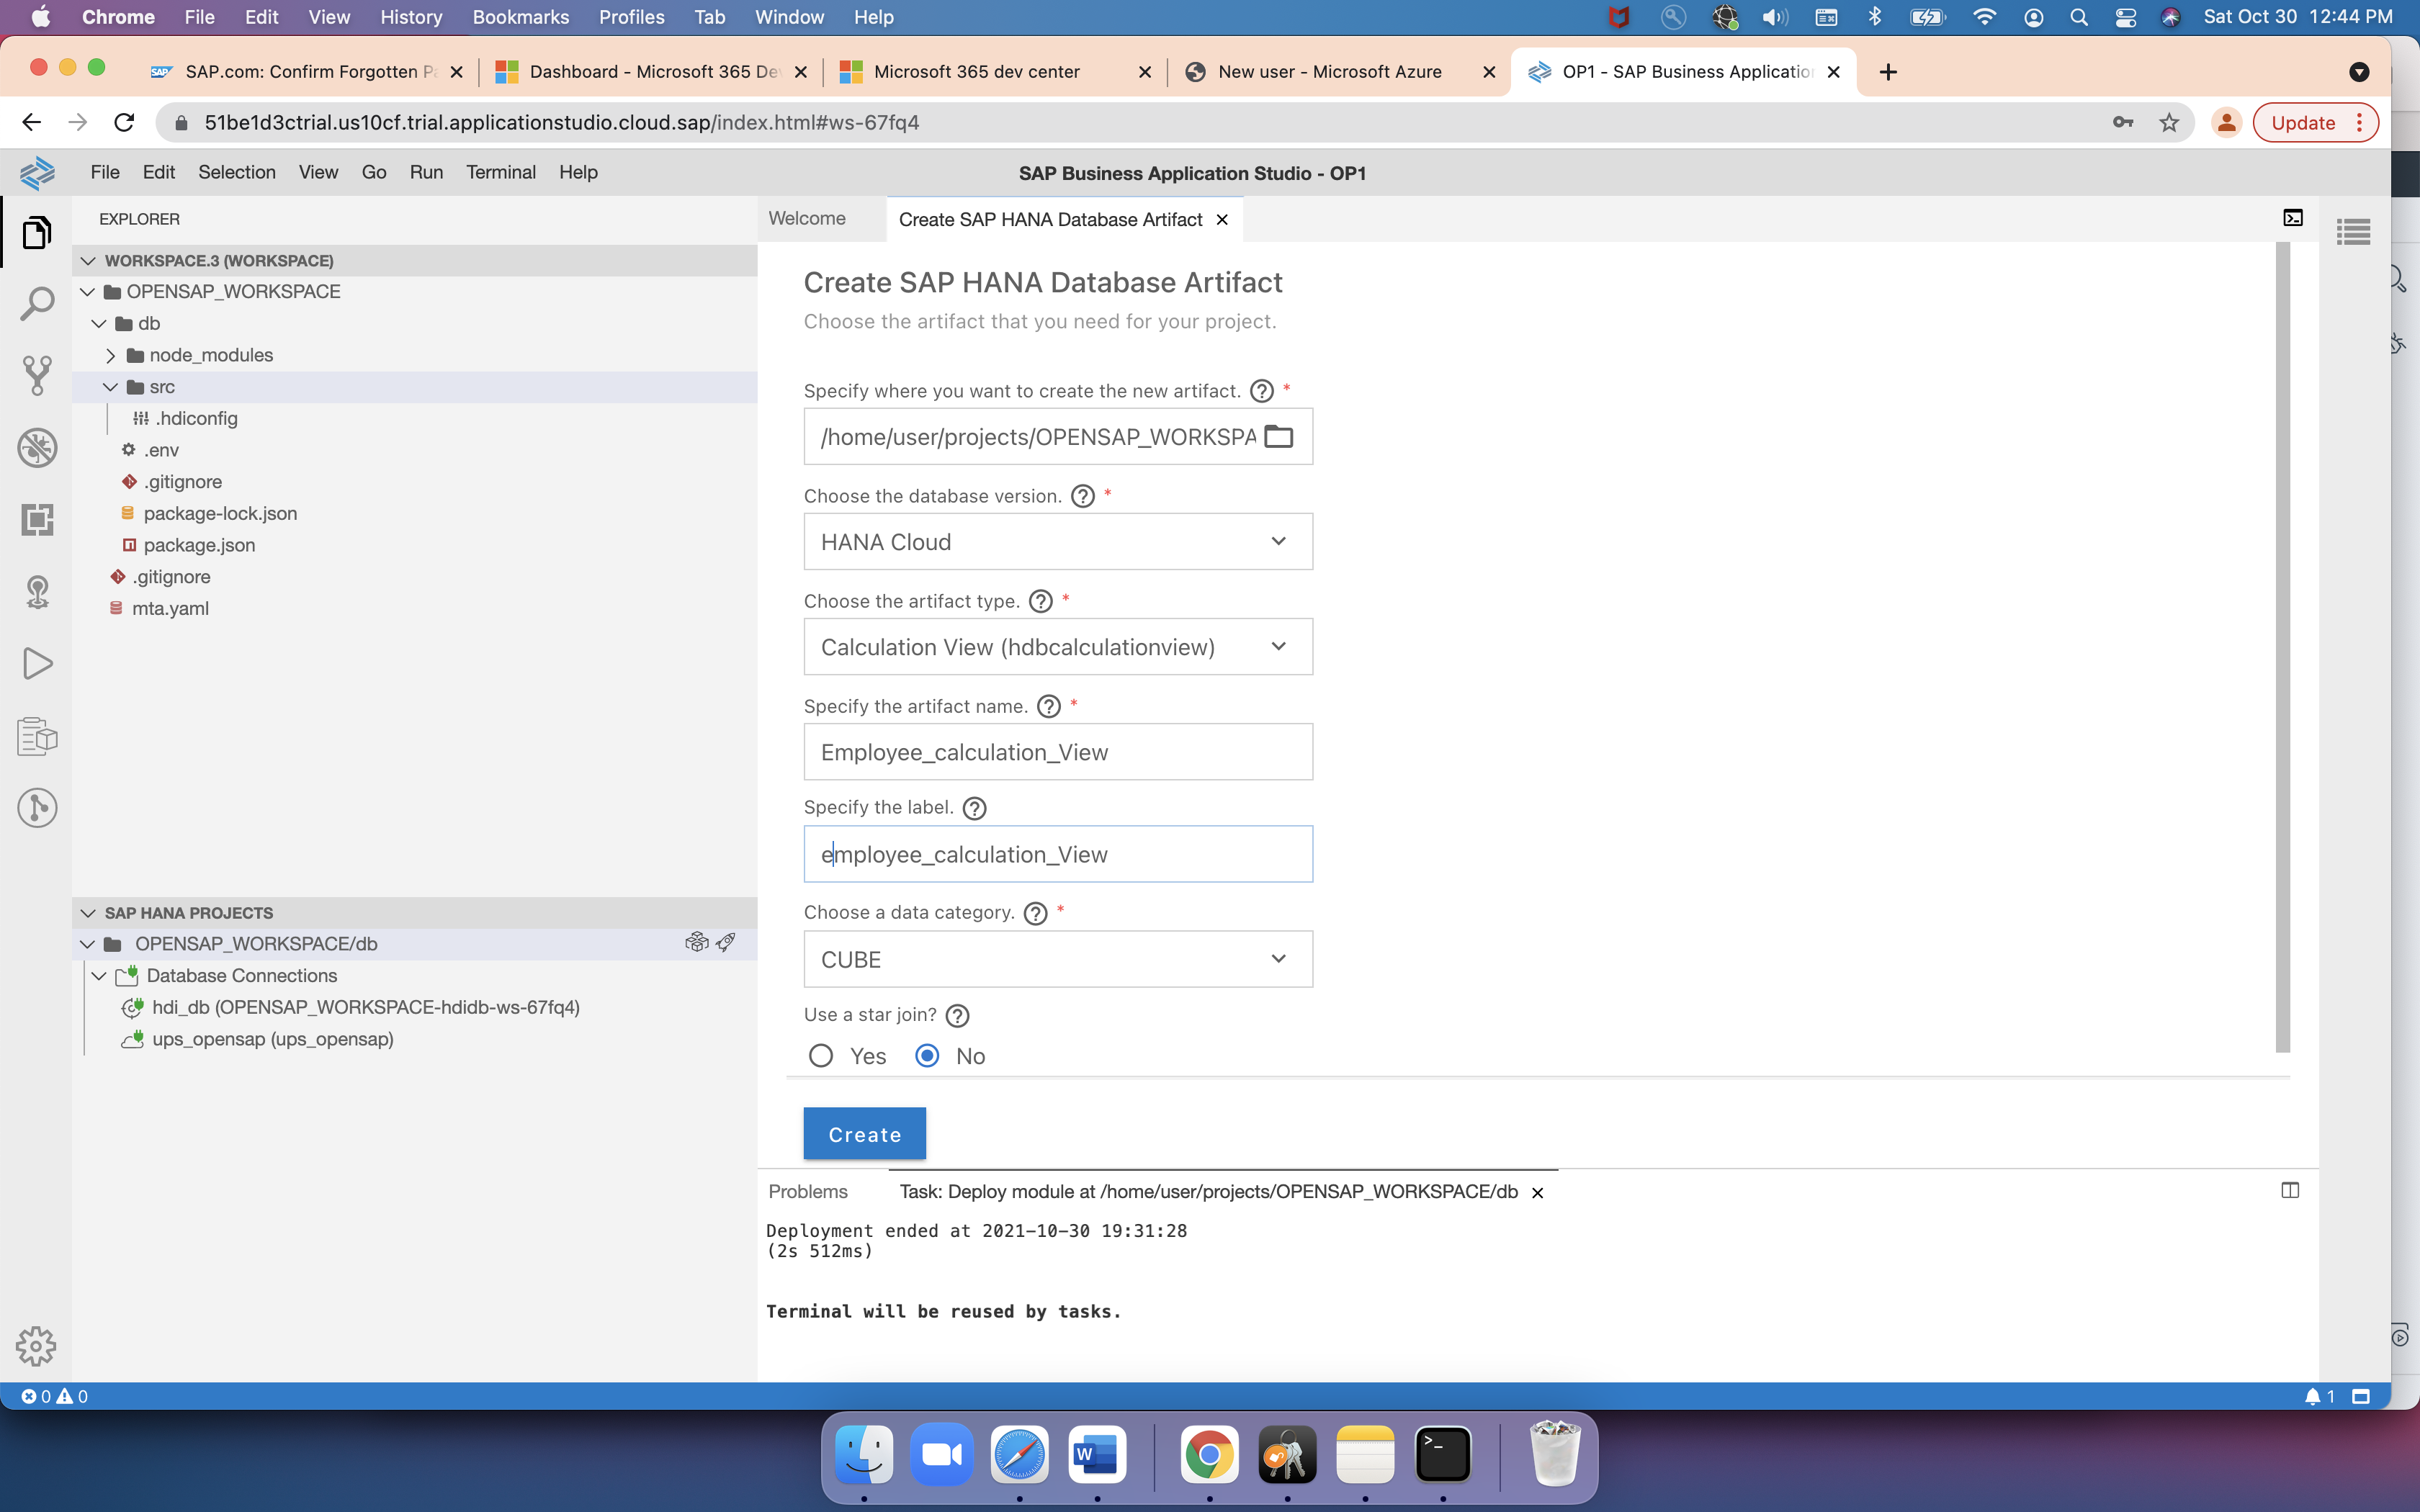 Chrome File Edit View History Bookmarks Profiles Tab Window Help Sat Oct 30 12:44 PM
SAP SAP.com: Confirm Forgotten Pa Dashboard - Microsoft 365 De Microsoft 365 dev center New user - Microsoft Azure OP1 - SAP Business Application
51be1d3ctrial.us10cf.trial.applicationstudio.cloud.sap/index.html#ws-67fq4 Update
File Edit Selection View Go Run Terminal Help SAP Business Application Studio - OP1
EXPLORER
WORKSPACE.3 (WORKSPACE)
OPENSAP_WORKSPACE
db
node_modules
src
.hdiconfig
.env
.gitignore
package-lock.json
package.json
.gitignore
mta.yaml
SAP HANA PROJECTS
OPENSAP_WORKSPACE/db
Database Connections
hdi_db (OPENSAP_WORKSPACE-hdidb-ws-67fq4)
ups_opensap (ups_opensap)
Welcome Create SAP HANA Database Artifact
Create SAP HANA Database Artifact
Choose the artifact that you need for your project.
Specify where you want to create the new artifact. *
/home/user/projects/OPENSAP_WORKSPA
Choose the database version. *
HANA Cloud
Choose the artifact type. *
Calculation View (hdbcalculationview)
Specify the artifact name. *
Employee_calculation_View
Specify the label.
employee_calculation_View
Choose a data category. *
CUBE
Use a star join?
Yes No
Create
Problems Task: Deploy module at /home/user/projects/OPENSAP_WORKSPACE/db
Deployment ended at 2021-10-30 19:31:28
(2s 512ms)
Terminal will be reused by tasks.
0 0 1
W